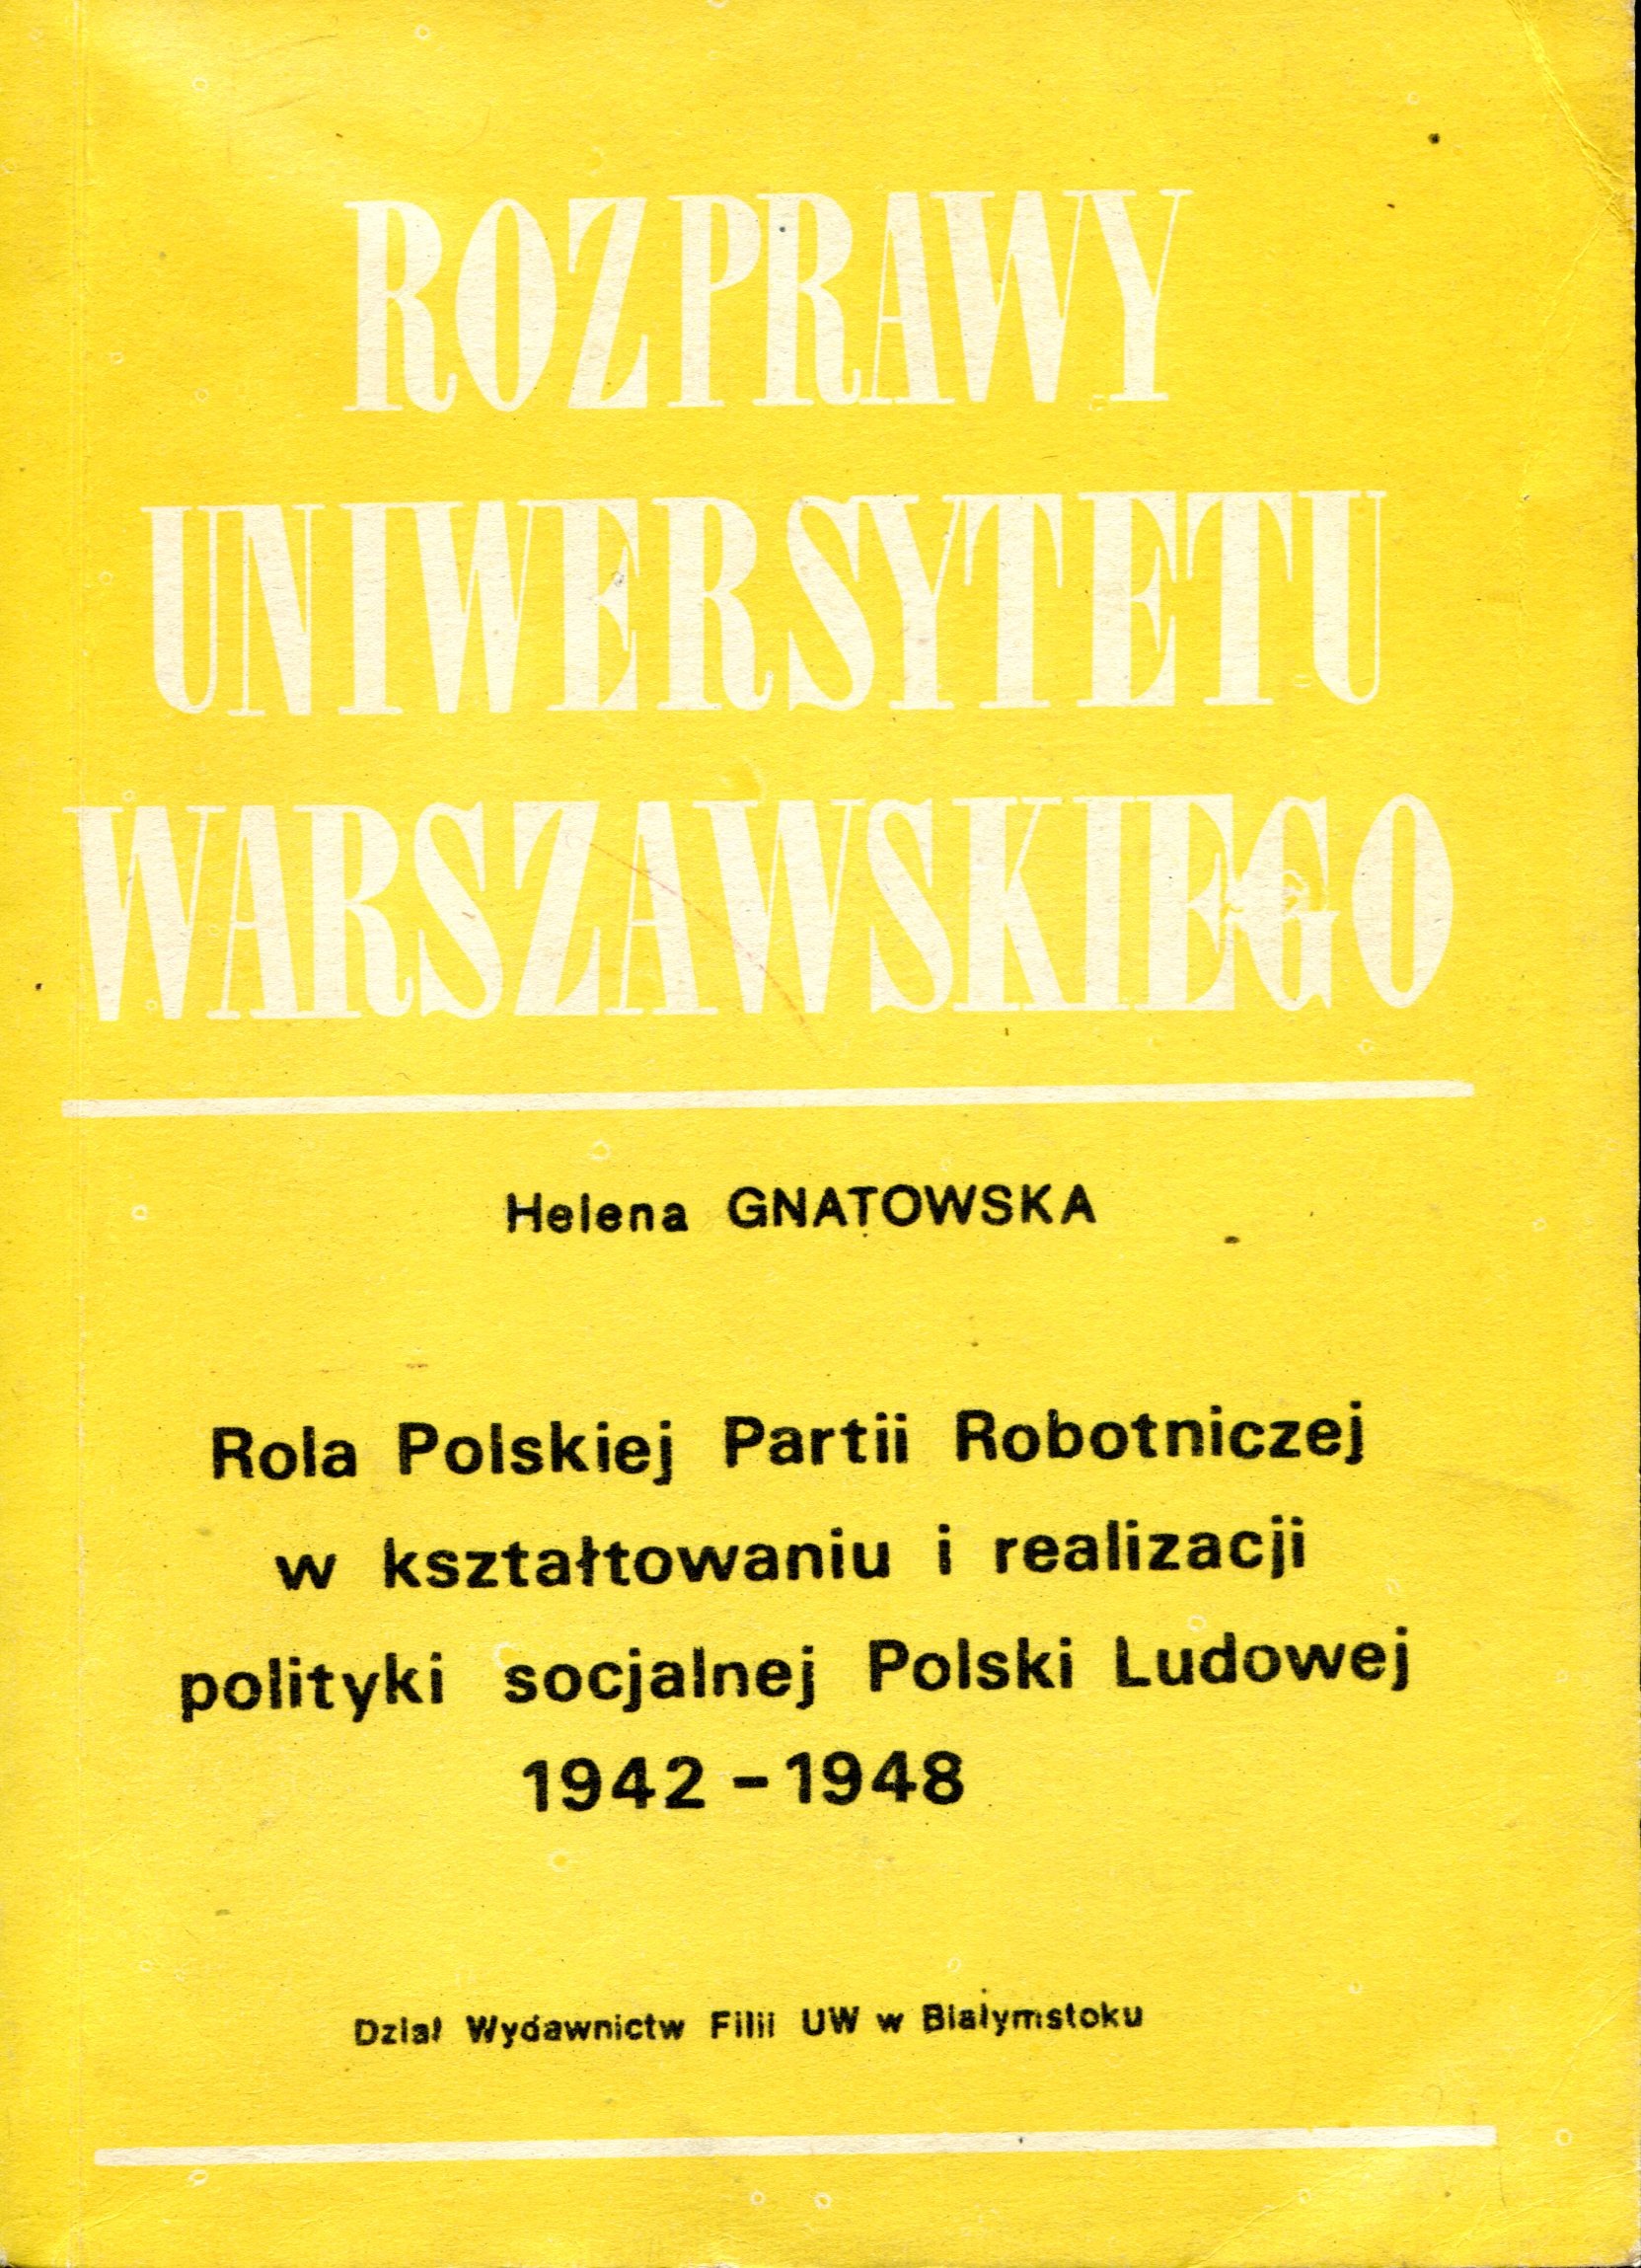 ROZPRAWY
UNIWERSYTETU
WARSZAWSKIEGO
Helena GNATOWSKA
Rola Polskiej Partii Robotniczej
w kształtowaniu i realizacji
polityki socjalnej Polski Ludowej
1942-1948
Dział Wydawnictw Filii UW w Białymstoku